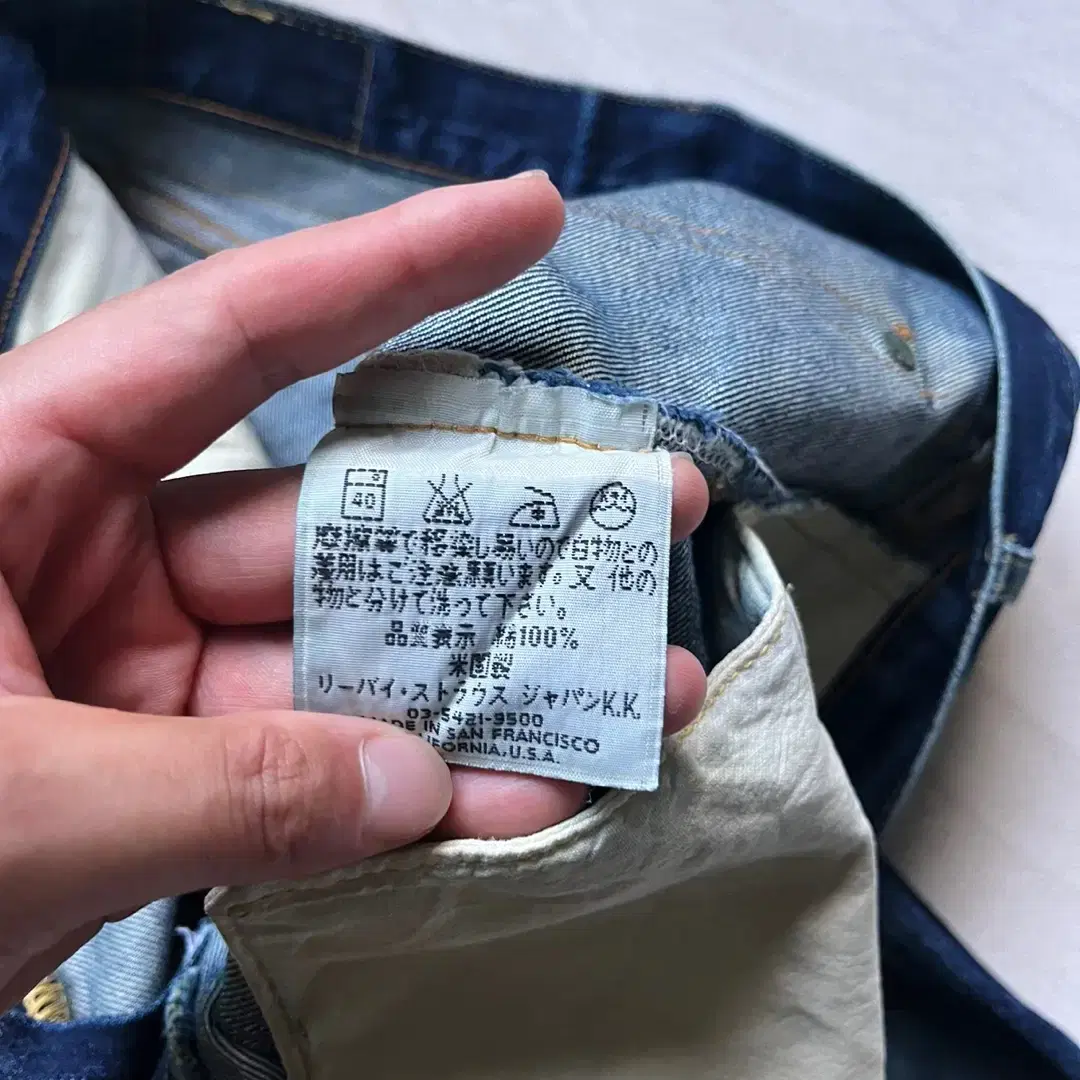 40
摩擦等で移染し易いので白物との
着用はご注意願います。又 他の
物と分けて洗って下さい。
品質表示 綿100%
米国製
リーバイ・ストラウス ジャパンK.K.
03-5421-9500
MADE IN SAN FRANCISCO
U.S.A.